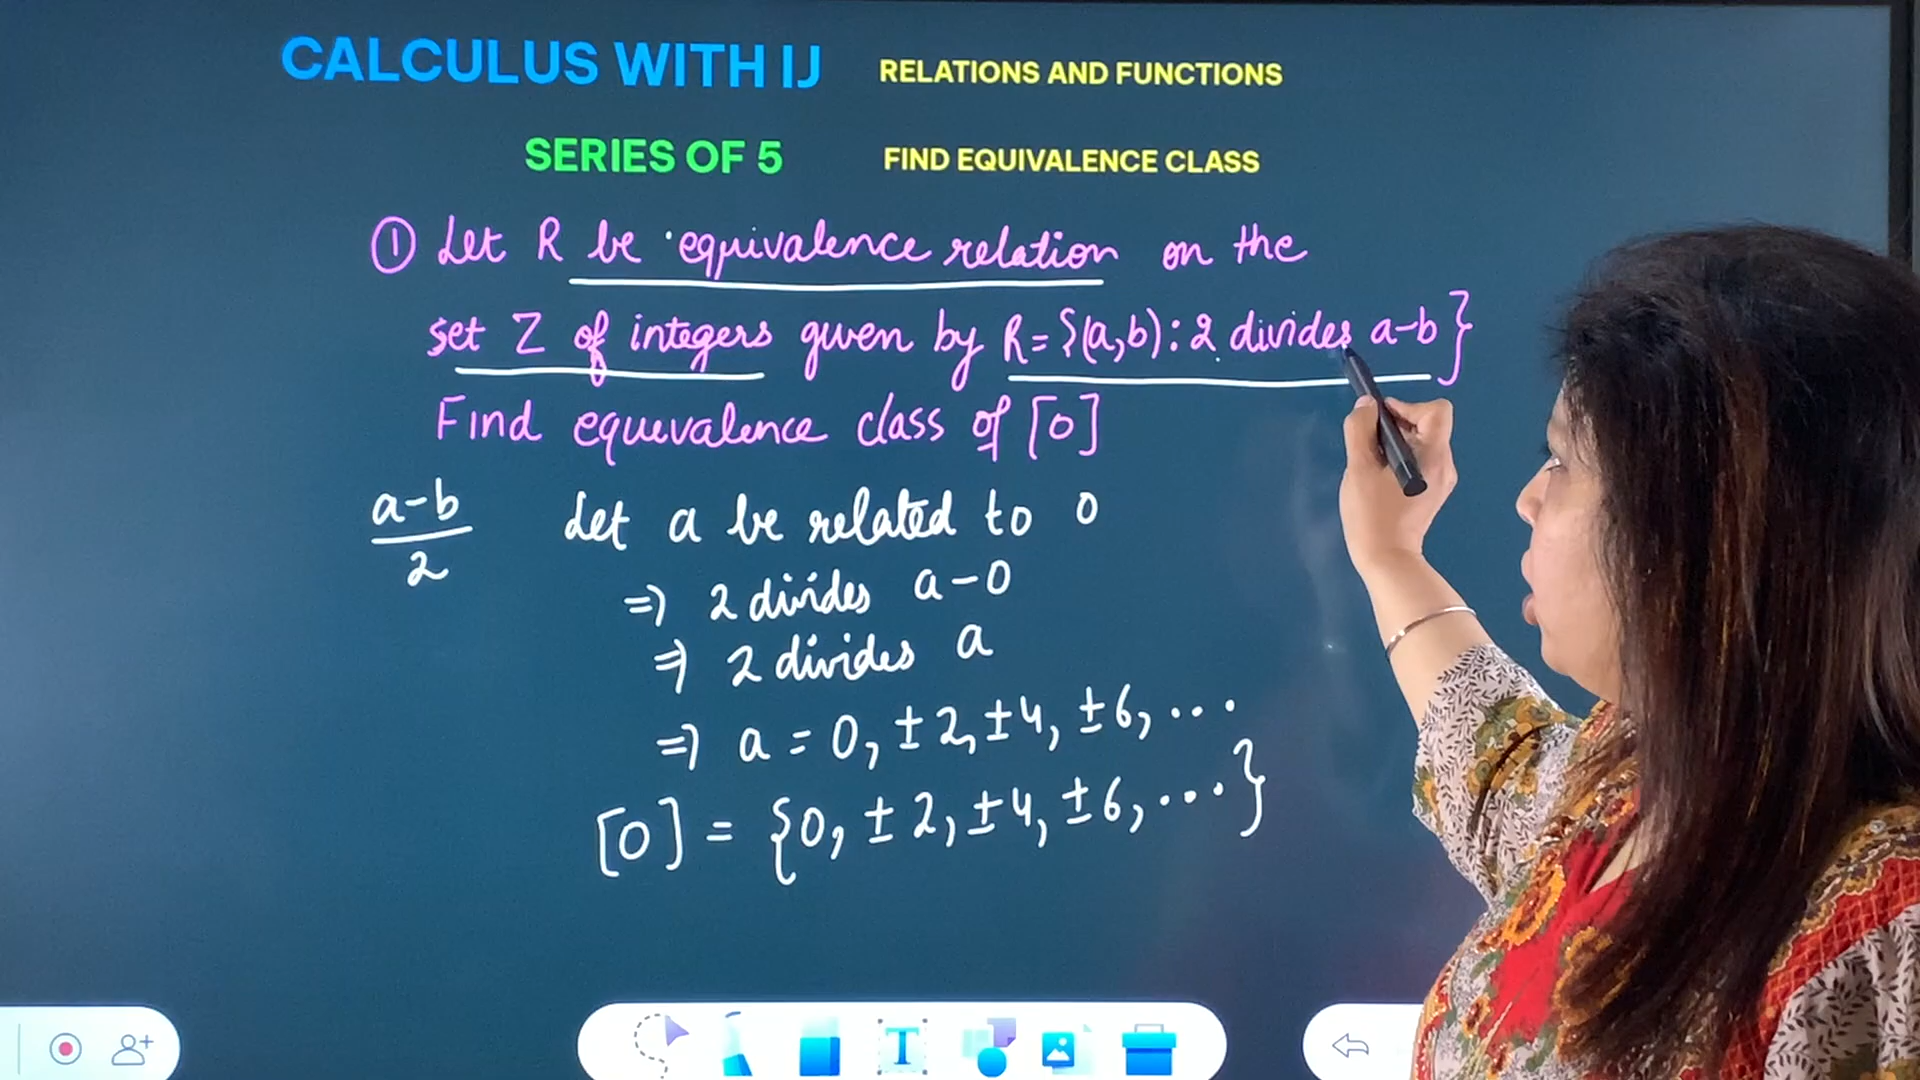 CALCULUS WITH IJ RELATIONS AND FUNCTIONS
SERIES OF 5 FIND EQUIVALENCE CLASS
① Let R be equivalence relation on the
set Z of integers given by R={(a,b): 2 divides a-b}
Find equivalence class of [0]
a-b/2 Let a be related to 0
⇒ 2 divides a-0
⇒ 2 divides a
⇒ a = 0, ±2, ±4, ±6, ...
[0] = {0, ±2, ±4, ±6, ...}
T